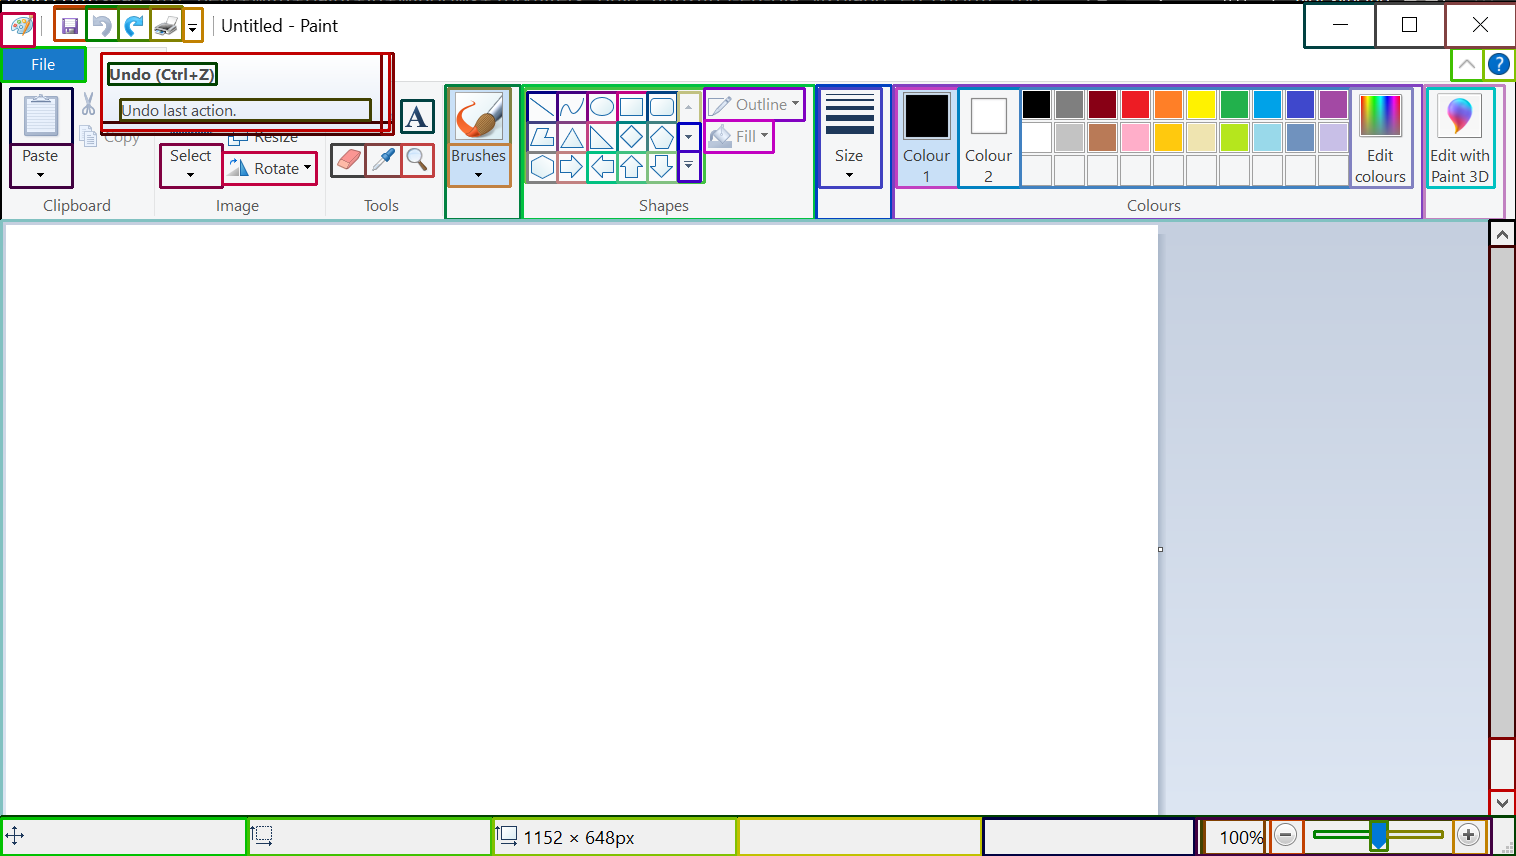 Untitled - Paint
File
Undo (Ctrl+Z)
Undo last action.
Copy
Resize
Paste
Select
Rotate
A
Brushes
Outline
Fill
Size
Colour 1
Colour 2
Edit colours
Edit with Paint 3D
Clipboard
Image
Tools
Shapes
Colours
1152 × 648px
100%